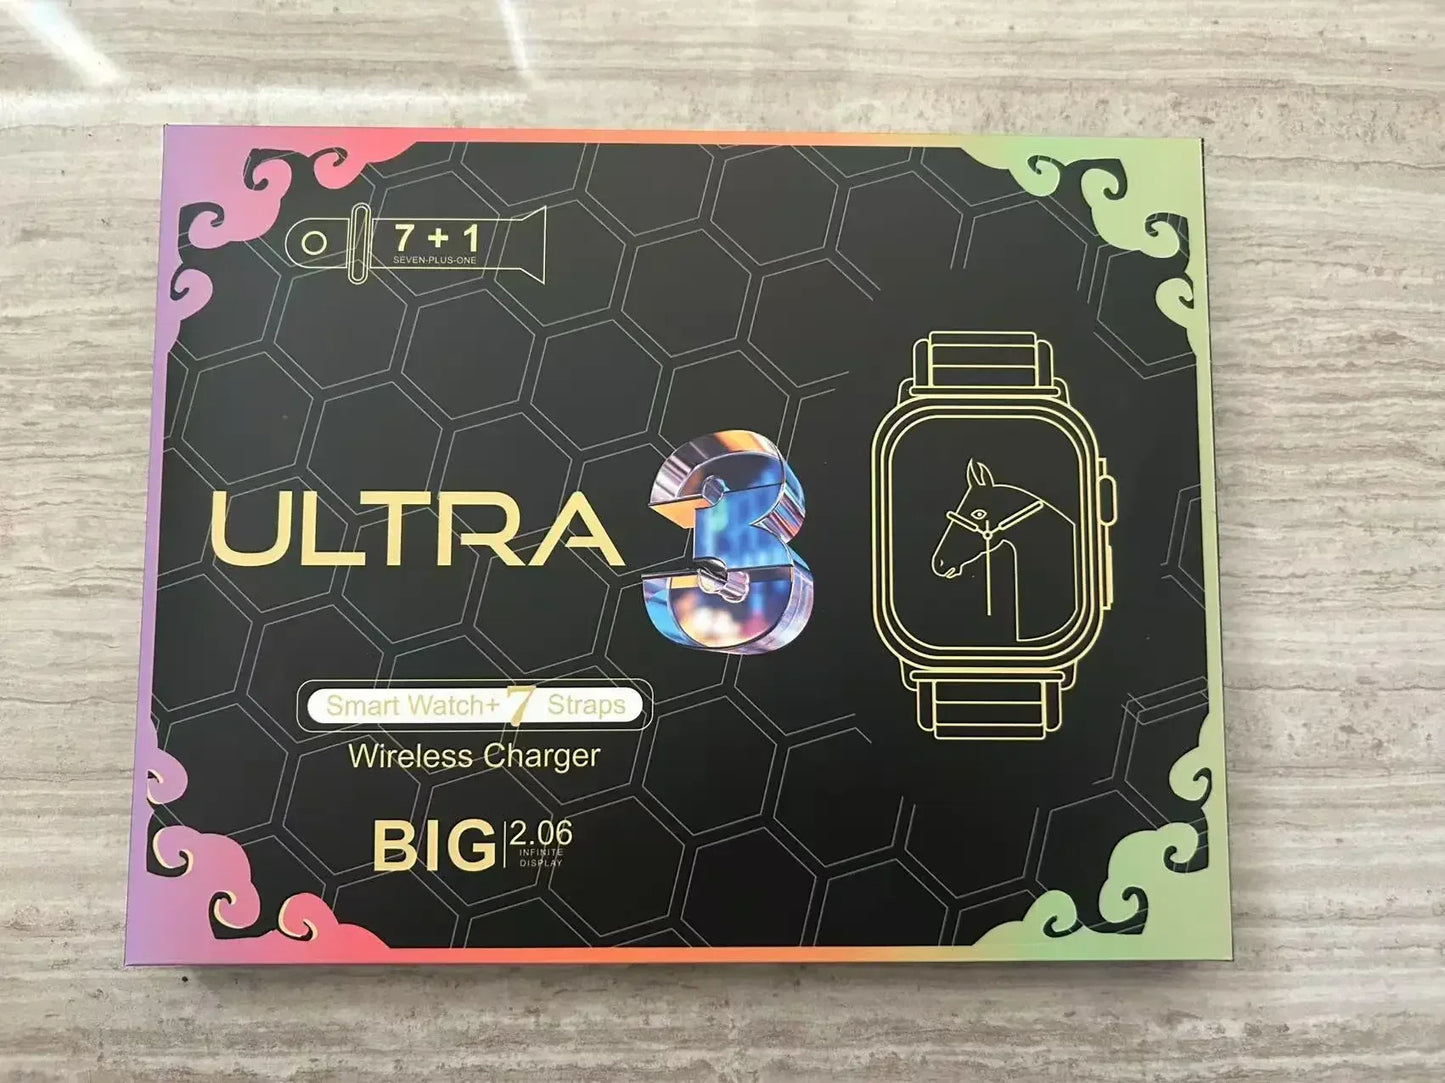 7 + 1
SEVEN-PLUS-ONE
ULTRA 3
Smart Watch+ 7 Straps
Wireless Charger
BIG 2.06
INFINITE
DISPLAY